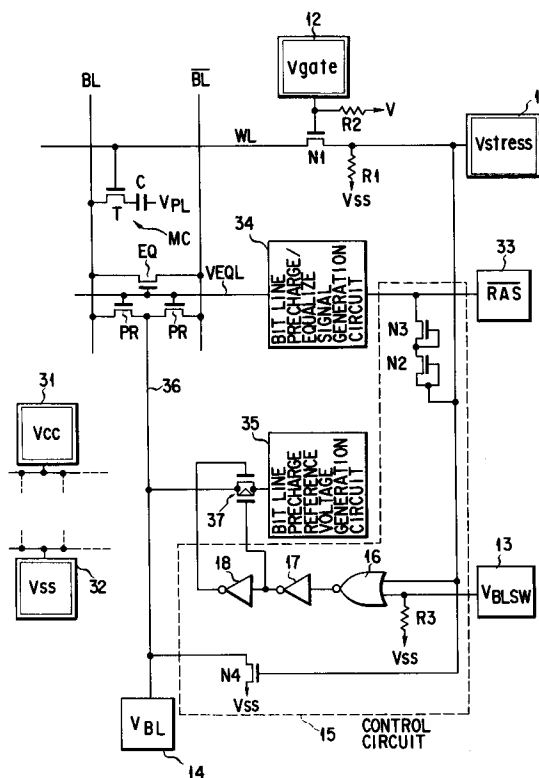 12
Vgate
BL
B̅L̅
R2
V
1
WL
N1
Vstress
R1
C
VPL
T
VSS
MC
34
33
EQ
VEQL
BIT LINE
PRECHARGE/
EQUALIZE
SIGNAL
GENERATION
CIRCUIT
R̅A̅S̅
PR
PR
N3
N2
36
31
Vcc
35
BIT LINE
PRECHARGE
REFERENCE
VOLTAGE
GENERATION
CIRCUIT
37
18
17
16
13
VBLSW
Vss
32
R3
VSS
N4
VSS
VBL
14
15
CONTROL
CIRCUIT